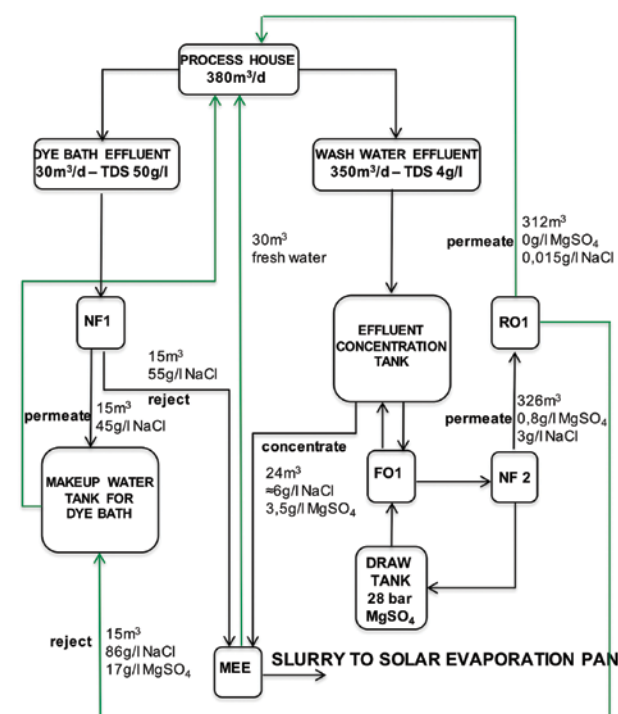 PROCESS HOUSE
380m³/d
DYE BATH EFFLUENT
30m³/d – TDS 50g/l
WASH WATER EFFLUENT
350m³/d – TDS 4g/l
30m³
fresh water
312m³
permeate 0g/l MgSO₄
0,015g/l NaCl
NF1
EFFLUENT
CONCENTRATION
TANK
RO1
15m³
55g/l NaCl
reject
15m³
permeate 45g/l NaCl
326m³
permeate 0,8g/l MgSO₄
3g/l NaCl
concentrate
24m³
≈6g/l NaCl
3,5g/l MgSO₄
MAKEUP WATER
TANK FOR
DYE BATH
FO1
NF 2
DRAW
TANK
28 bar
MgSO₄
15m³
reject 86g/l NaCl
17g/l MgSO₄
MEE
SLURRY TO SOLAR EVAPORATION PAN